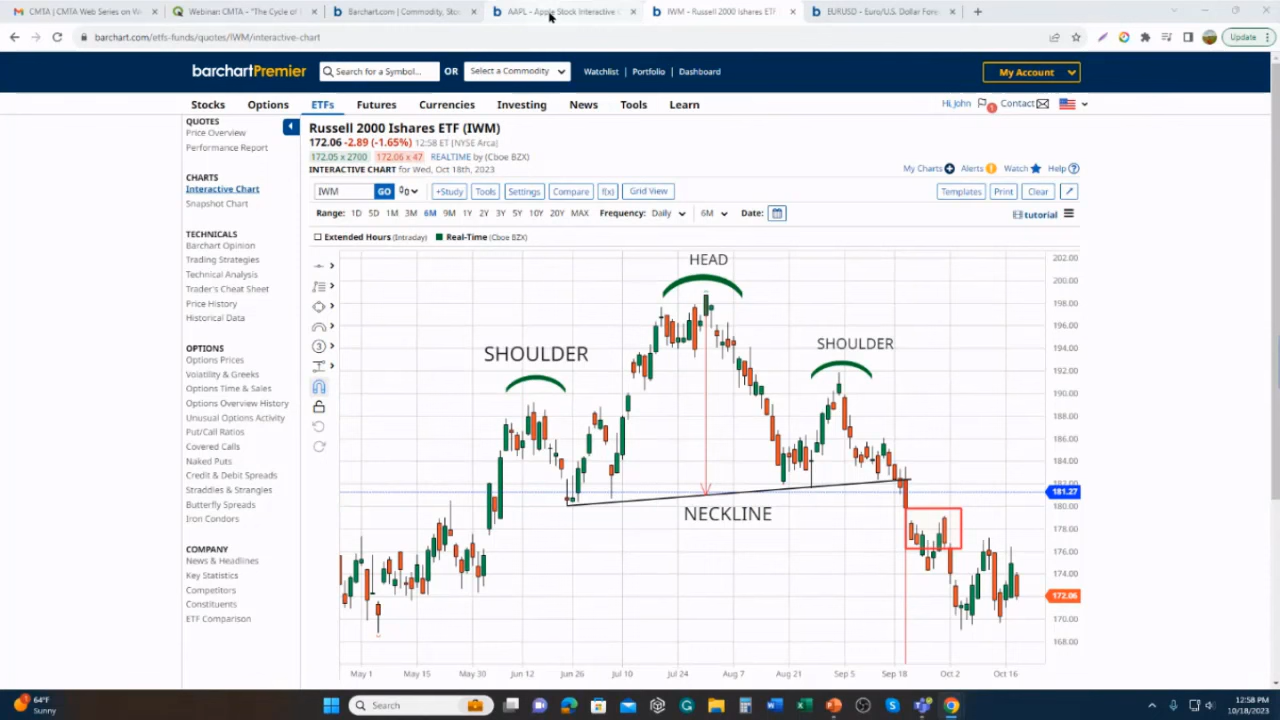 CMTA | CMTA Web Series on W
Webinar CMTA - "The Cycle of
Barchart.com | Commodity, Sto
AAPL - Apple Stock Interactive
IWM - Russell 2000 Ishares ETF
EURUSD - Euro/U.S. Dollar Fore
barchart.com/etfs-funds/quotes/IWM/interactive-chart
Update
barchartPremier
Search for a Symbol...
OR
Select a Commodity
Watchlist | Portfolio | Dashboard
My Account
Stocks Options ETFs Futures Currencies Investing News Tools Learn
Hi John
1
Contact
QUOTES
Price Overview
Performance Report
CHARTS
Interactive Chart
Snapshot Chart
TECHNICALS
Barchart Opinion
Trading Strategies
Technical Analysis
Trader's Cheat Sheet
Price History
Historical Data
OPTIONS
Options Prices
Volatility & Greeks
Options Time & Sales
Options Overview History
Unusual Options Activity
Put/Call Ratios
Covered Calls
Naked Puts
Credit & Debit Spreads
Straddles & Strangles
Butterfly Spreads
Iron Condors
COMPANY
News & Headlines
Key Statistics
Competitors
Constituents
ETF Comparison
Russell 2000 Ishares ETF (IWM)
172.06 -2.89 (-1.65%) 12:58 ET [NYSE Arca]
172.05 x 2700 172.06 x 47 REALTIME by (Cboe BZX)
INTERACTIVE CHART for Wed, Oct 18th, 2023
My Charts Alerts Watch Help
IWM GO +Study Tools Settings Compare f(x) Grid View
Templates Print Clear
Range: 1D 5D 1M 3M 6M 9M 1Y 2Y 3Y 5Y 10Y 20Y MAX Frequency: Daily 6M Date:
tutorial
Extended Hours (Intraday) Real-Time (Cboe BZX)
3
HEAD
SHOULDER
SHOULDER
NECKLINE
202.00
200.00
198.00
196.00
194.00
192.00
190.00
188.00
186.00
184.00
181.27
180.00
178.00
176.00
174.00
172.06
170.00
168.00
May 1 May 15 May 30 Jun 12 Jun 26 Jul 10 Jul 24 Aug 7 Aug 21 Sep 5 Sep 18 Oct 2 Oct 16
64°F
Sunny
Search
12:58 PM
10/18/2023